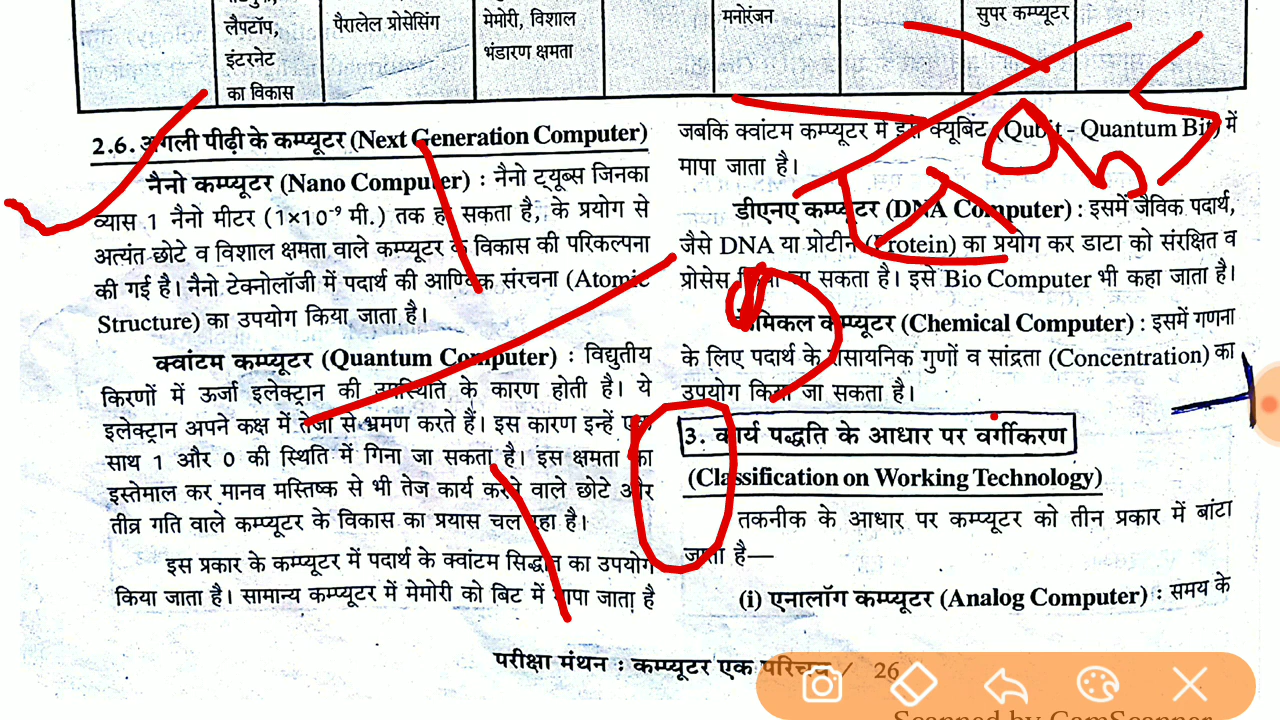 लैपटॉप,
इंटरनेट
का विकास
पैरालेल प्रोसेसिंग
मेमोरी, विशाल
भंडारण क्षमता
मनोरंजन
सुपर कम्प्यूटर
2.6. अगली पीढ़ी के कम्प्यूटर (Next Generation Computer)
नैनो कम्प्यूटर (Nano Computer) : नैनो ट्यूब्स जिनका
व्यास 1 नैनो मीटर (1×10⁻⁹ मी.) तक हो सकता है, के प्रयोग से
अत्यंत छोटे व विशाल क्षमता वाले कम्प्यूटर के विकास की परिकल्पना
की गई है। नैनो टेक्नोलॉजी में पदार्थ की आण्विक संरचना (Atomic
Structure) का उपयोग किया जाता है।
क्वांटम कम्प्यूटर (Quantum Computer) : विद्युतीय
किरणों में ऊर्जा इलेक्ट्रान की उपस्थिति के कारण होती है। ये
इलेक्ट्रान अपने कक्ष में तेजी से भ्रमण करते हैं। इस कारण इन्हें एक
साथ 1 और 0 की स्थिति में गिना जा सकता है। इस क्षमता का
इस्तेमाल कर मानव मस्तिष्क से भी तेज कार्य करने वाले छोटे और
तीव्र गति वाले कम्प्यूटर के विकास का प्रयास चल रहा है।
इस प्रकार के कम्प्यूटर में पदार्थ के क्वांटम सिद्धांत का उपयोग
किया जाता है। सामान्य कम्प्यूटर में मेमोरी को बिट में मापा जाता है
जबकि क्वांटम कम्प्यूटर में इसे क्यूबिट (Qubit - Quantum Bit) में
मापा जाता है।
डीएनए कम्प्यूटर (DNA Computer) : इसमें जैविक पदार्थ,
जैसे DNA या प्रोटीन (Protein) का प्रयोग कर डाटा को संरक्षित व
प्रोसेस किया जा सकता है। इसे Bio Computer भी कहा जाता है।
केमिकल कम्प्यूटर (Chemical Computer) : इसमें गणना
के लिए पदार्थ के रासायनिक गुणों व सांद्रता (Concentration) का
उपयोग किया जा सकता है।
3. कार्य पद्धति के आधार पर वर्गीकरण
(Classification on Working Technology)
तकनीक के आधार पर कम्प्यूटर को तीन प्रकार में बांटा
जाता है—
(i) एनालॉग कम्प्यूटर (Analog Computer) : समय के
परीक्षा मंथन : कम्प्यूटर एक परिचय / 26
Scanned by CamScanner